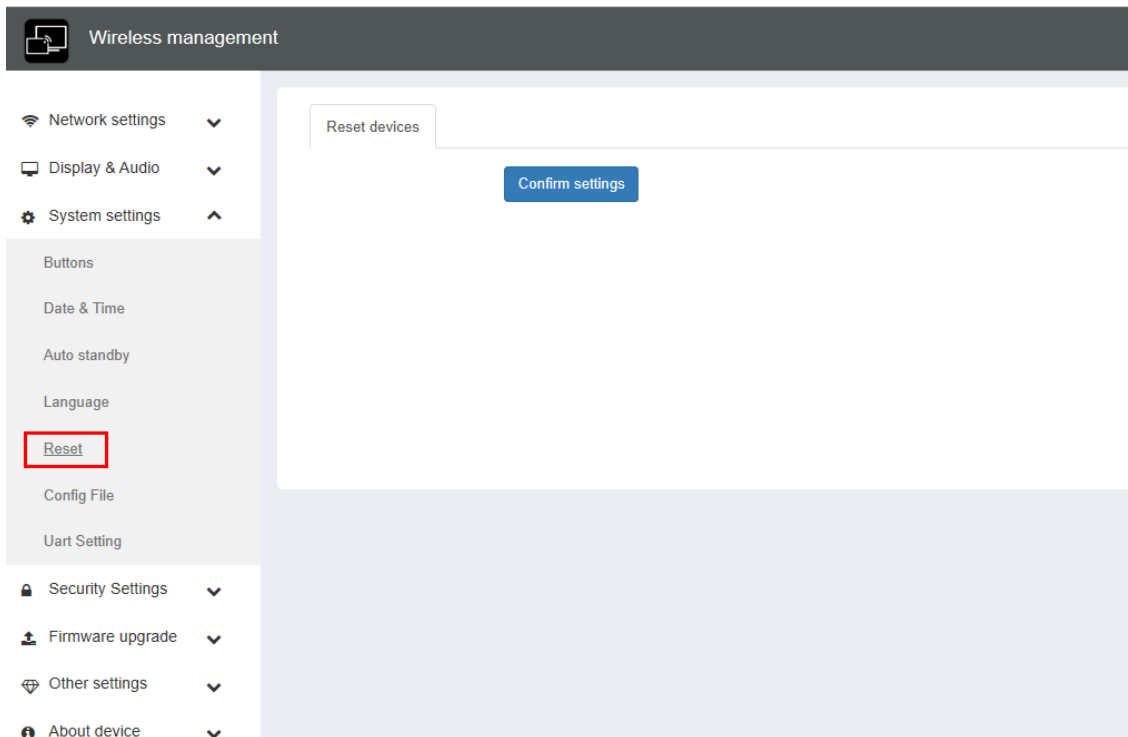 Wireless management
Network settings
Display & Audio
System settings
Buttons
Date & Time
Auto standby
Language
Reset
Config File
Uart Setting
Security Settings
Firmware upgrade
Other settings
About device
Reset devices
Confirm settings